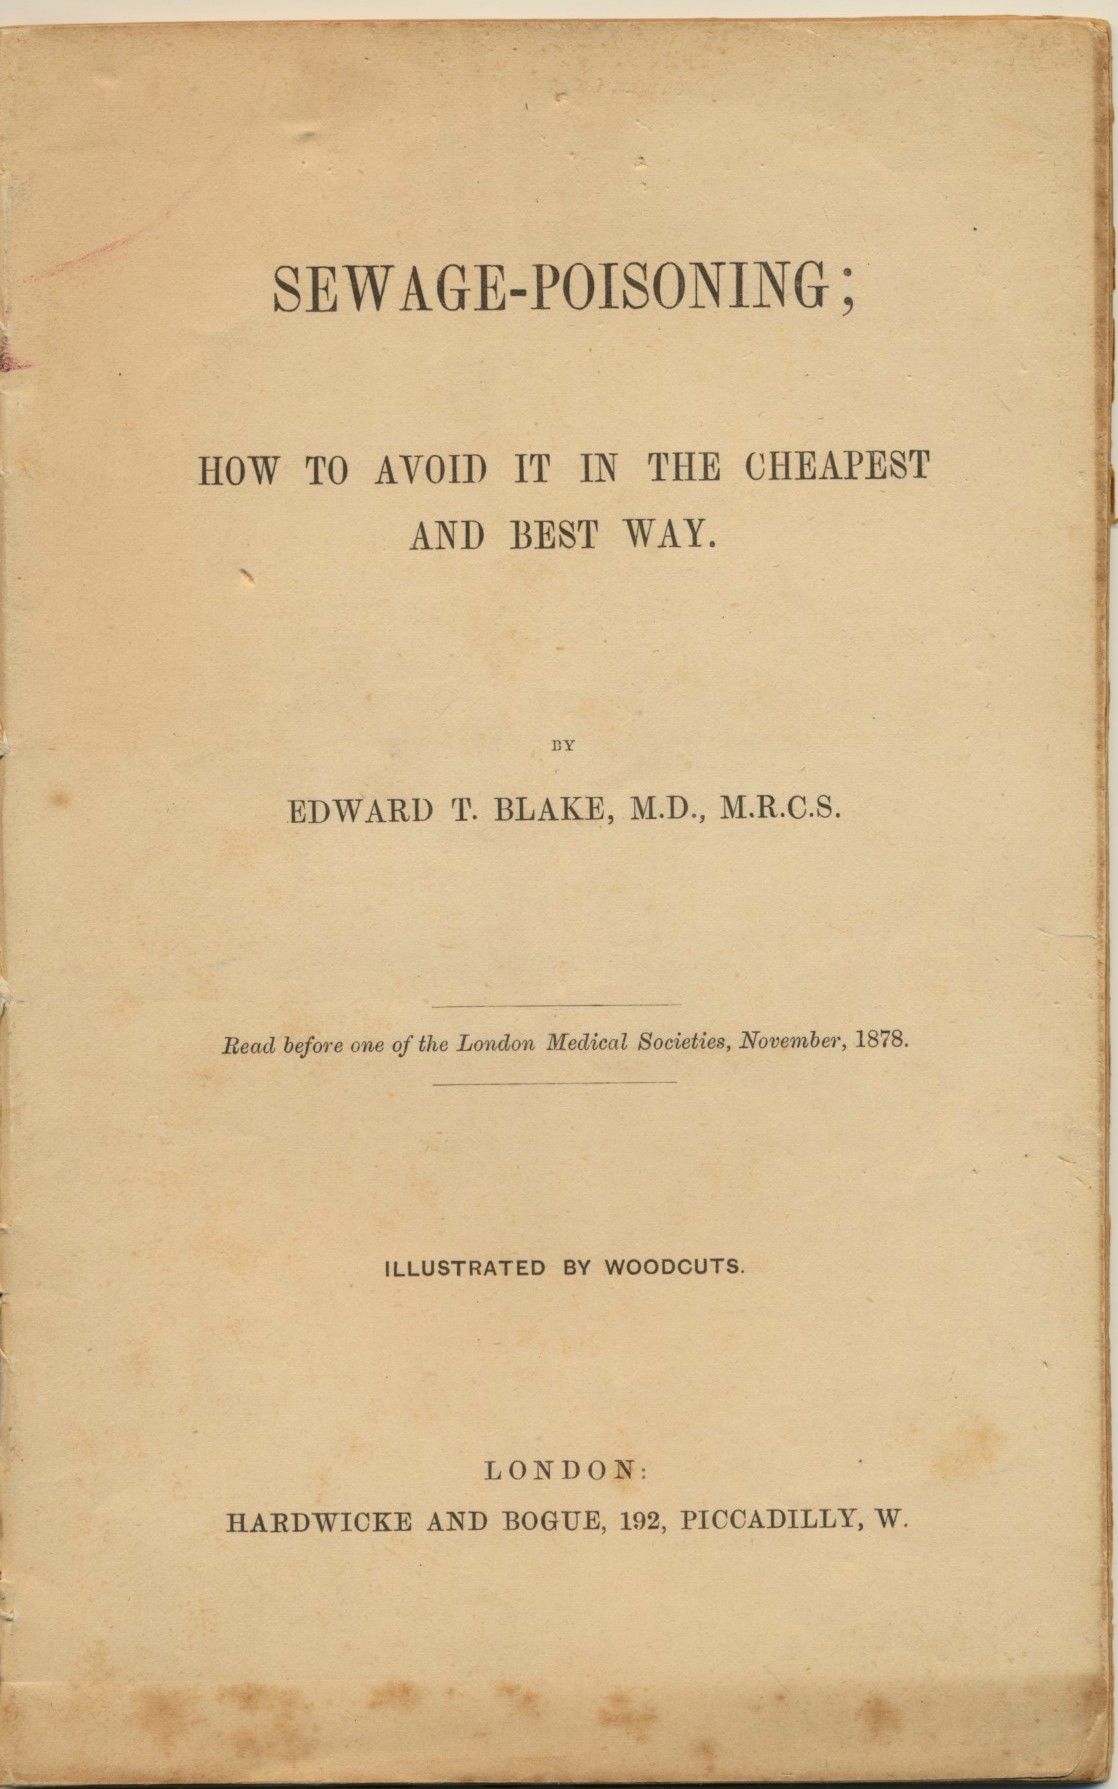 SEWAGE-POISONING;
HOW TO AVOID IT IN THE CHEAPEST
AND BEST WAY.
BY
EDWARD T. BLAKE, M.D., M.R.C.S.
Read before one of the London Medical Societies, November, 1878.
ILLUSTRATED BY WOODCUTS.
LONDON:
HARDWICKE AND BOGUE, 192, PICCADILLY, W.